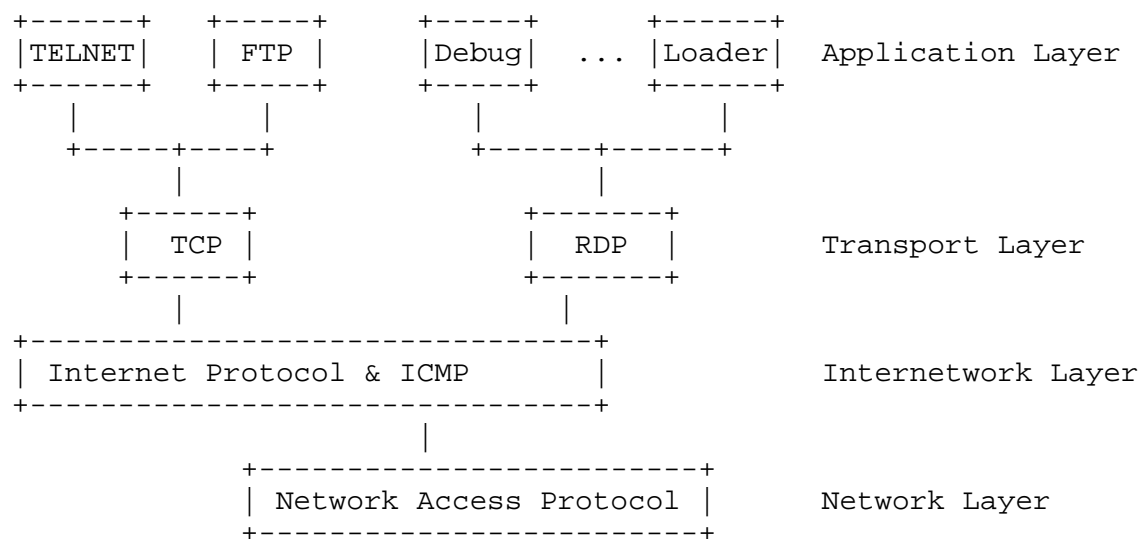 TELNET FTP Debug ... Loader Application Layer
TCP RDP Transport Layer
Internet Protocol & ICMP Internetwork Layer
Network Access Protocol Network Layer